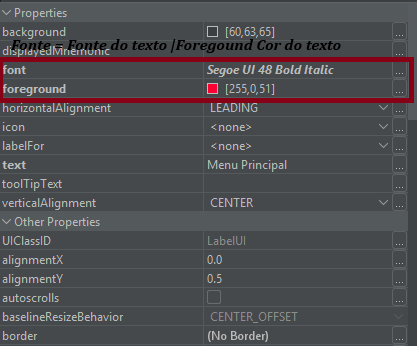 Properties
background [60,63,65] ...
Fonte = Fonte do texto /Foregound Cor do texto
displayedMnemonic ...
font Segoe UI 48 Bold Italic ...
foreground [255,0,51] ...
horizontalAlignment LEADING ...
icon <none> ...
labelFor <none> ...
text Menu Principal ...
toolTipText ...
verticalAlignment CENTER ...
Other Properties
UIClassID LabelUI ...
alignmentX 0.0 ...
alignmentY 0.5 ...
autoscrolls ...
baselineResizeBehavior CENTER_OFFSET ...
border (No Border) ...